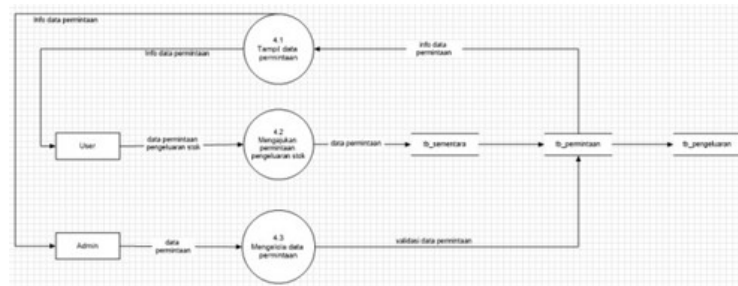 Info data permintaan
4.1
Tampil data
permintaan
Info data permintaan
info data
permintaan
User
data permintaan
pengeluaran stok
4.2
Mengajukan
permintaan
pengeluaran stok
data permintaan
tb_sementara
tb_permintaan
tb_pengeluaran
Admin
data
permintaan
4.3
Mengelola data
permintaan
validasi data permintaan